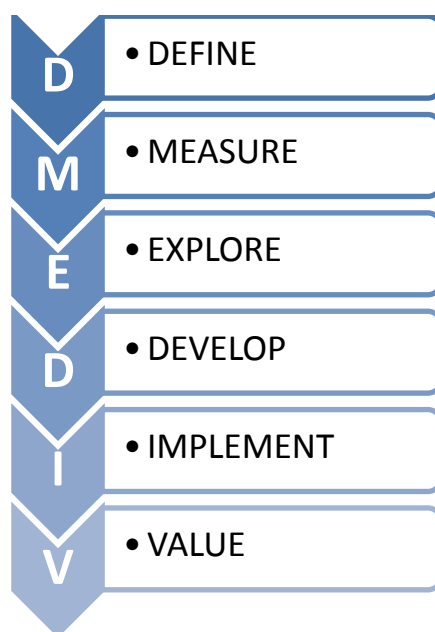 D
• DEFINE
M
• MEASURE
E
• EXPLORE
D
• DEVELOP
I
• IMPLEMENT
V
• VALUE